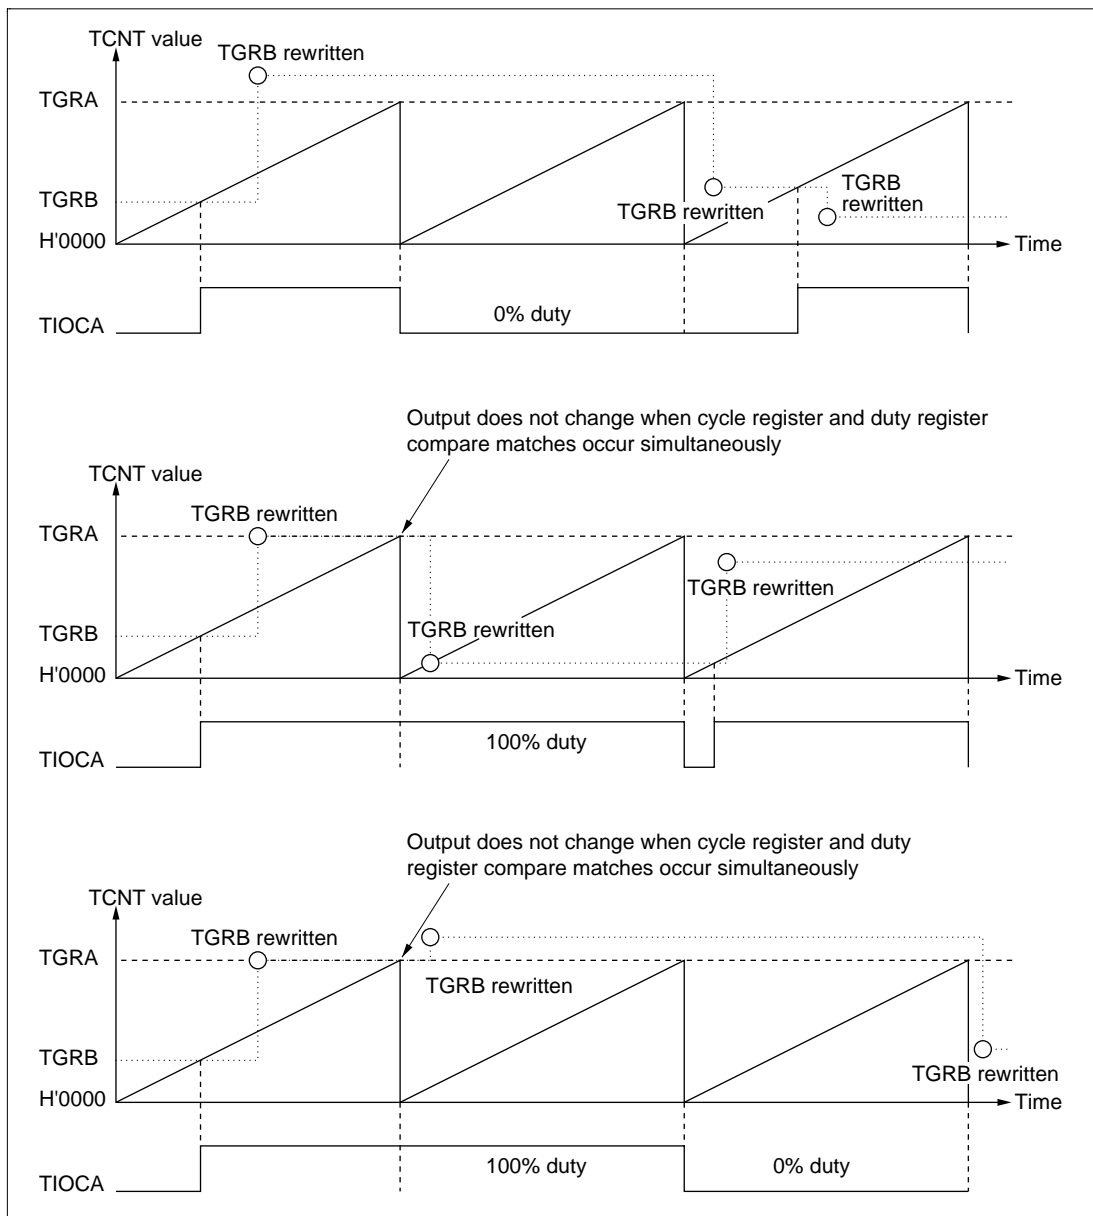 TCNT value
TGRB rewritten
TGRA
TGRB
TGRB rewritten
TGRB
rewritten
H'0000
Time
TIOCA
0% duty
Output does not change when cycle register and duty register
compare matches occur simultaneously
TCNT value
TGRB rewritten
TGRA
TGRB rewritten
TGRB
TGRB rewritten
H'0000
Time
TIOCA
100% duty
Output does not change when cycle register and duty
register compare matches occur simultaneously
TCNT value
TGRB rewritten
TGRA
TGRB rewritten
TGRB
TGRB rewritten
H'0000
Time
TIOCA
100% duty
0% duty